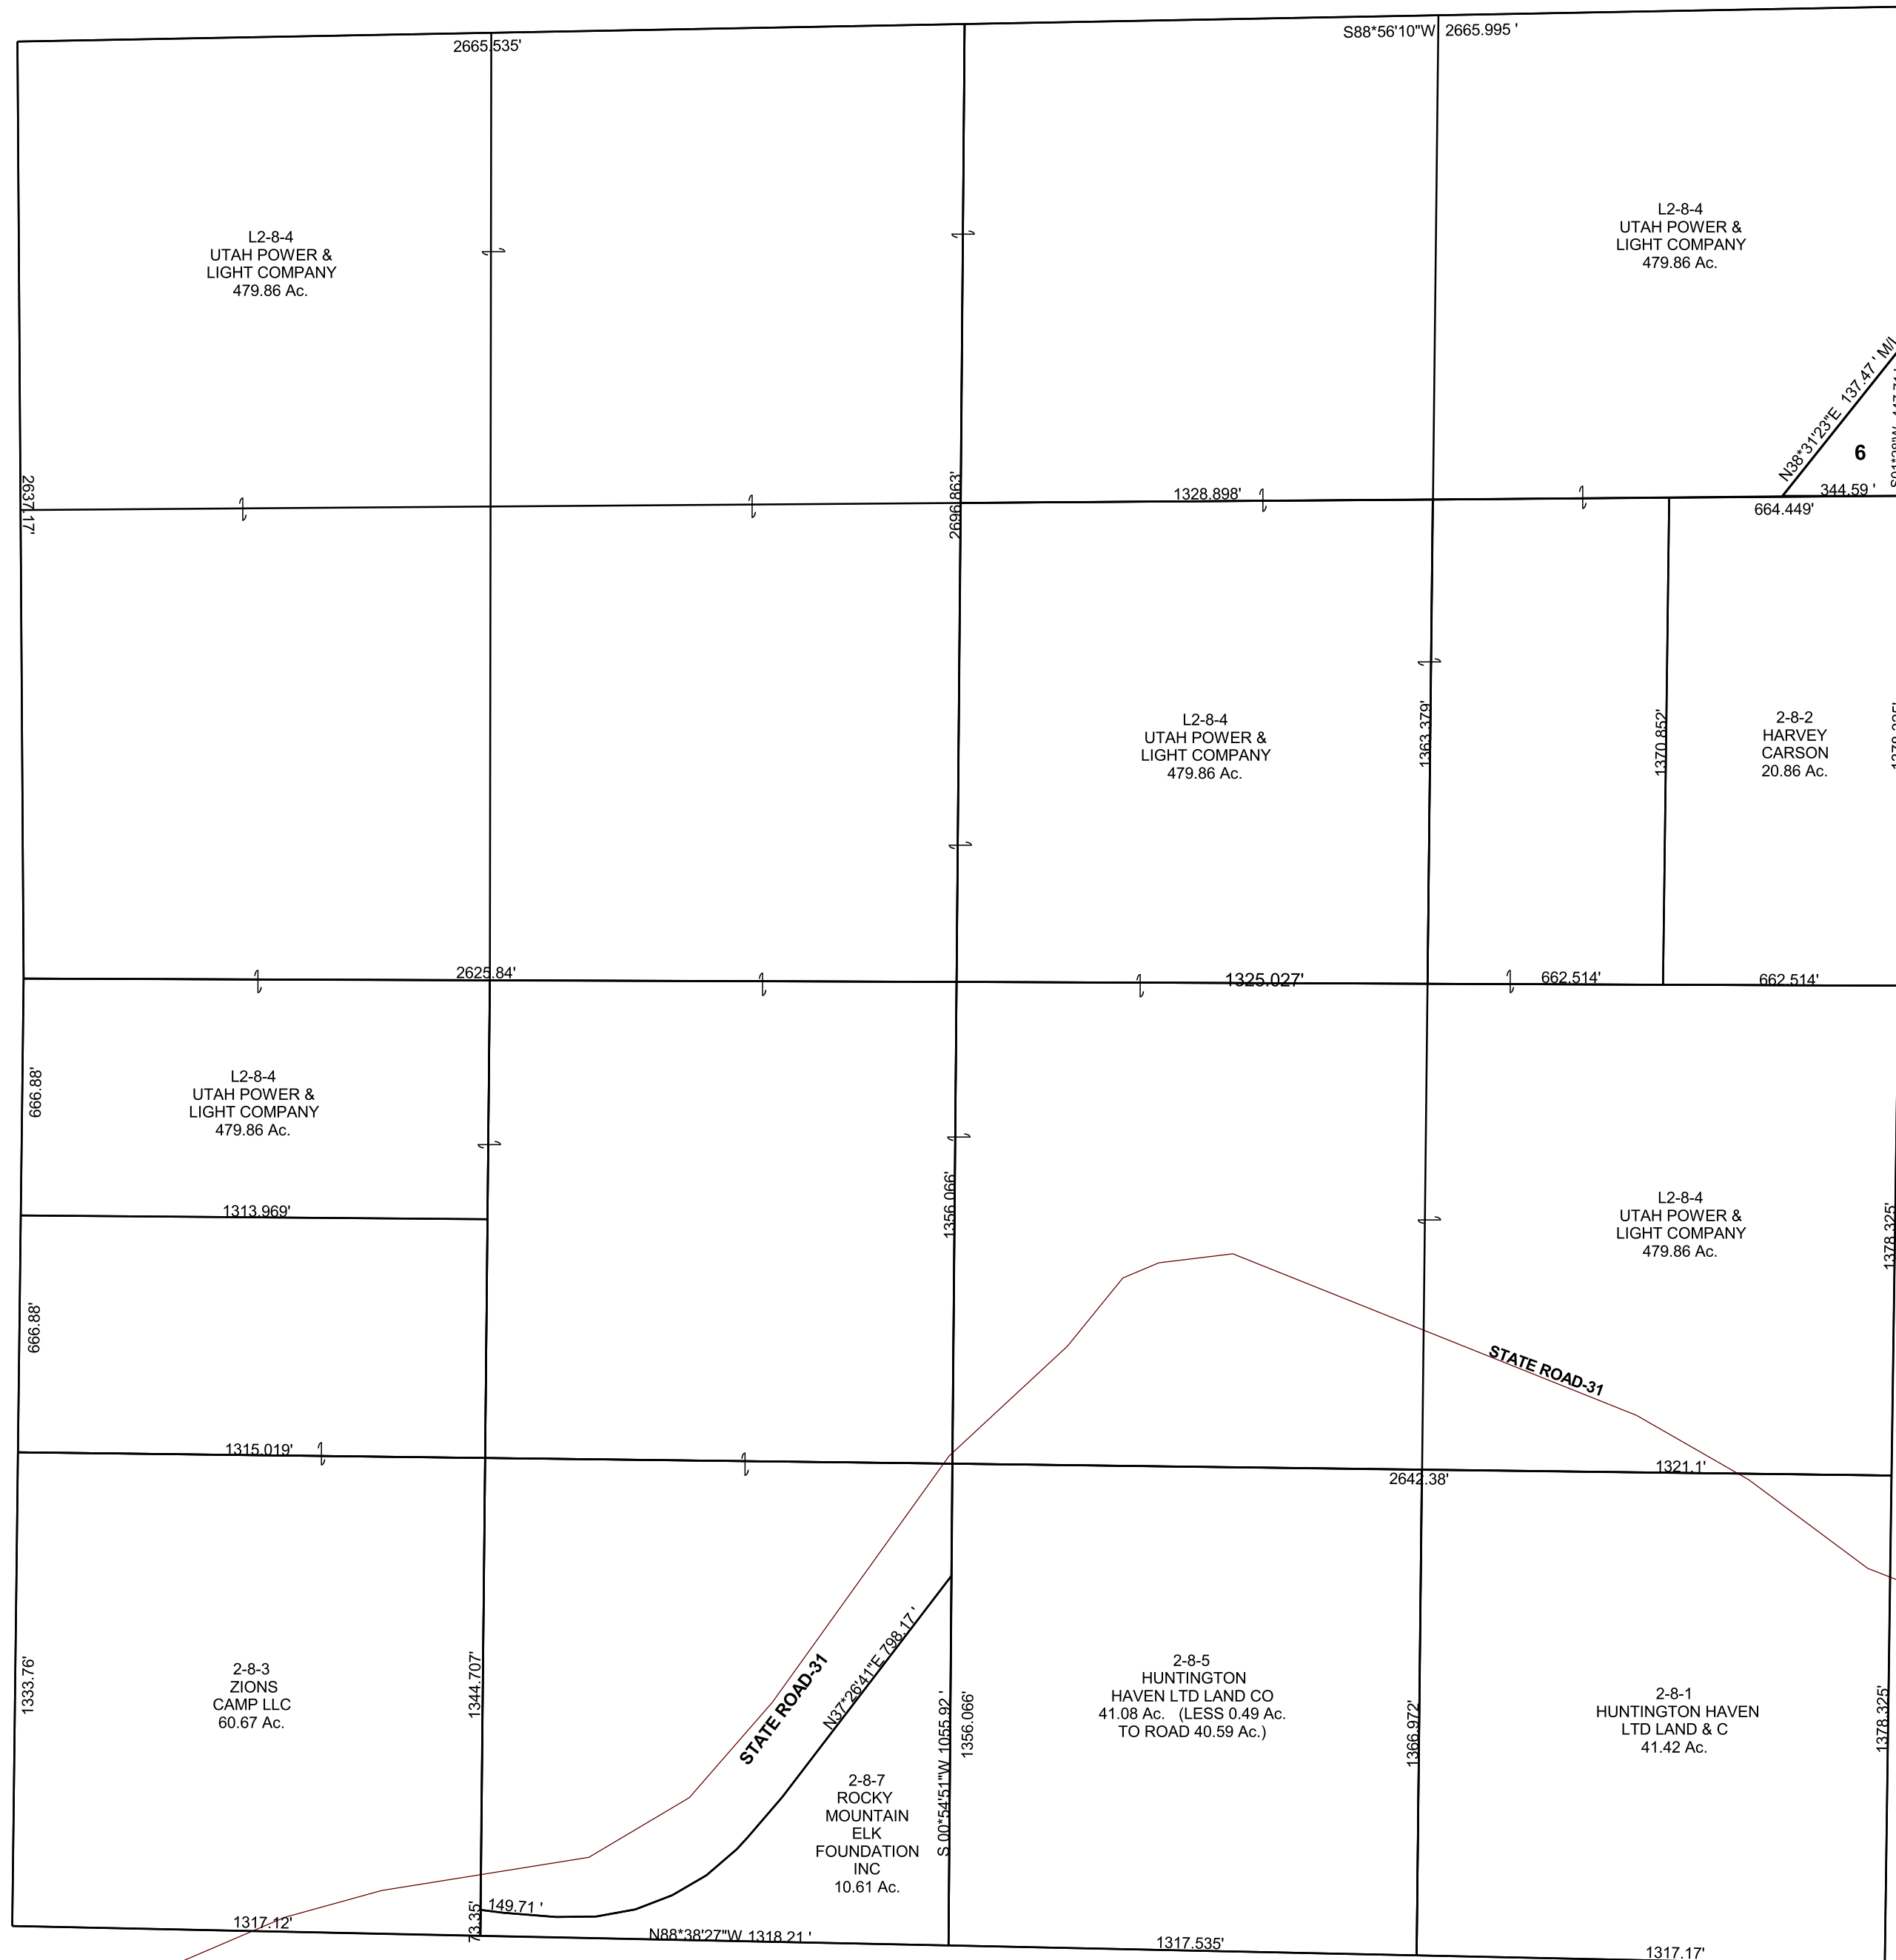 2665.535'
S88*56'10"W
2665.995 '
L2-8-4
UTAH POWER &
LIGHT COMPANY
479.86 Ac.
L2-8-4
UTAH POWER &
LIGHT COMPANY
479.86 Ac.
N38*31'23"E 137.47 ' M/L
6
344.59 '
2637.17'
2696.863'
1328.898'
664.449'
L2-8-4
UTAH POWER &
LIGHT COMPANY
479.86 Ac.
1363.379'
1370.852'
2-8-2
HARVEY
CARSON
20.86 Ac.
2625.84'
1325.027'
662.514'
662.514'
666.88'
L2-8-4
UTAH POWER &
LIGHT COMPANY
479.86 Ac.
1313.969'
1356.066'
L2-8-4
UTAH POWER &
LIGHT COMPANY
479.86 Ac.
1378.325'
666.88'
STATE ROAD-31
1315.019'
2642.38'
1321.1'
1333.76'
2-8-3
ZIONS
CAMP LLC
60.67 Ac.
1344.707'
STATE ROAD-31
N37*26'41"E 798.17 '
2-8-7
ROCKY
MOUNTAIN
ELK
FOUNDATION
INC
10.61 Ac.
S 00*54'51"W 1055.92 '
1356.066'
2-8-5
HUNTINGTON
HAVEN LTD LAND CO
41.08 Ac. (LESS 0.49 Ac.
TO ROAD 40.59 Ac.)
1366.972'
2-8-1
HUNTINGTON HAVEN
LTD LAND & C
41.42 Ac.
1378.325'
149.71 '
73.35'
1317.12'
N88*38'27"W 1318.21 '
1317.535'
1317.17'